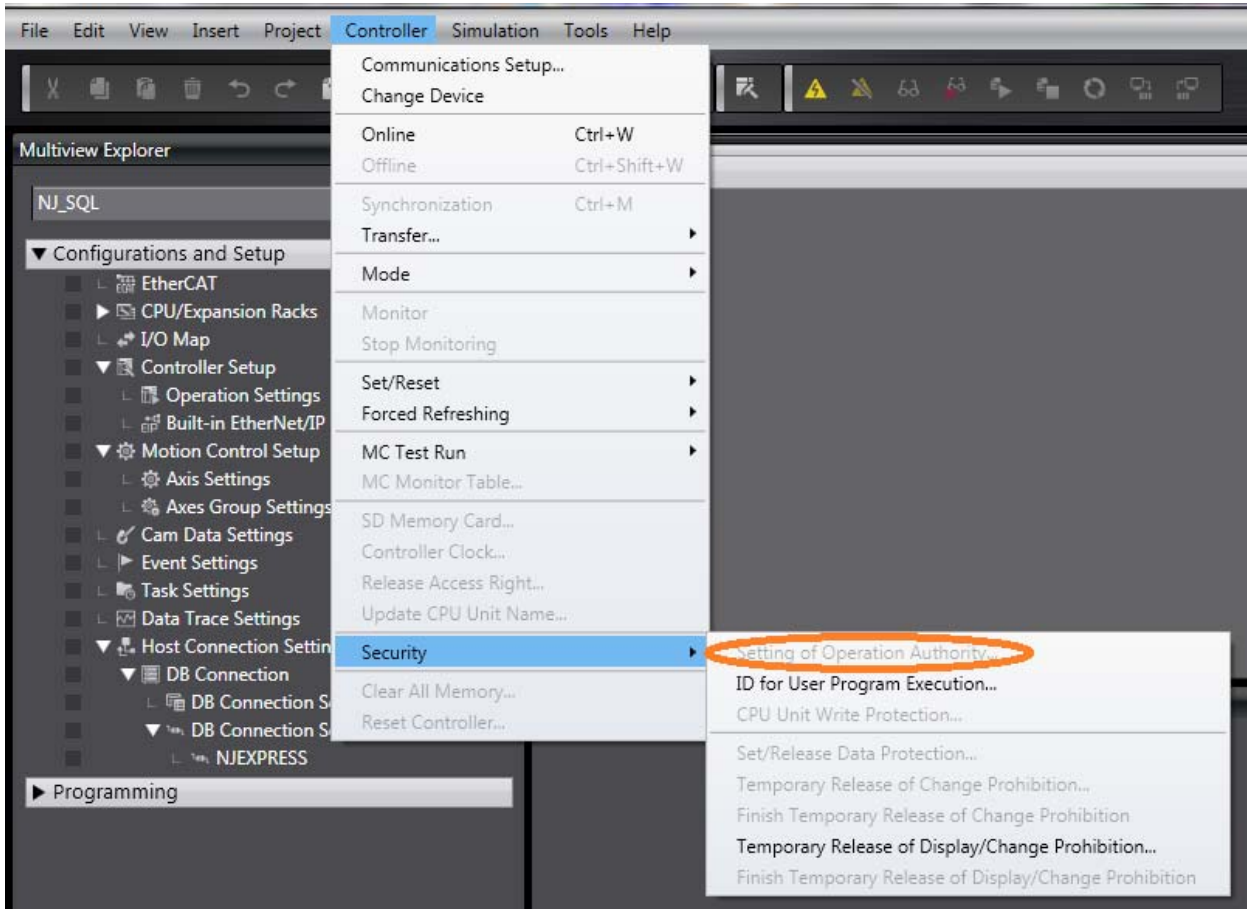 File Edit View Insert Project Controller Simulation Tools Help
Communications Setup...
Change Device
Online Ctrl+W
Offline Ctrl+Shift+W
Synchronization Ctrl+M
Transfer...
Mode
Monitor
Stop Monitoring
Set/Reset
Forced Refreshing
MC Test Run
MC Monitor Table...
SD Memory Card...
Controller Clock...
Release Access Right...
Update CPU Unit Name...
Security
Clear All Memory...
Reset Controller...
Setting of Operation Authority...
ID for User Program Execution...
CPU Unit Write Protection...
Set/Release Data Protection...
Temporary Release of Change Prohibition...
Finish Temporary Release of Change Prohibition
Temporary Release of Display/Change Prohibition...
Finish Temporary Release of Display/Change Prohibition
Multiview Explorer
NJ_SQL
Configurations and Setup
EtherCAT
CPU/Expansion Racks
I/O Map
Controller Setup
Operation Settings
Built-in EtherNet/IP
Motion Control Setup
Axis Settings
Axes Group Settings
Cam Data Settings
Event Settings
Task Settings
Data Trace Settings
Host Connection Settin
DB Connection
DB Connection S
DB Connection S
NJEXPRESS
Programming